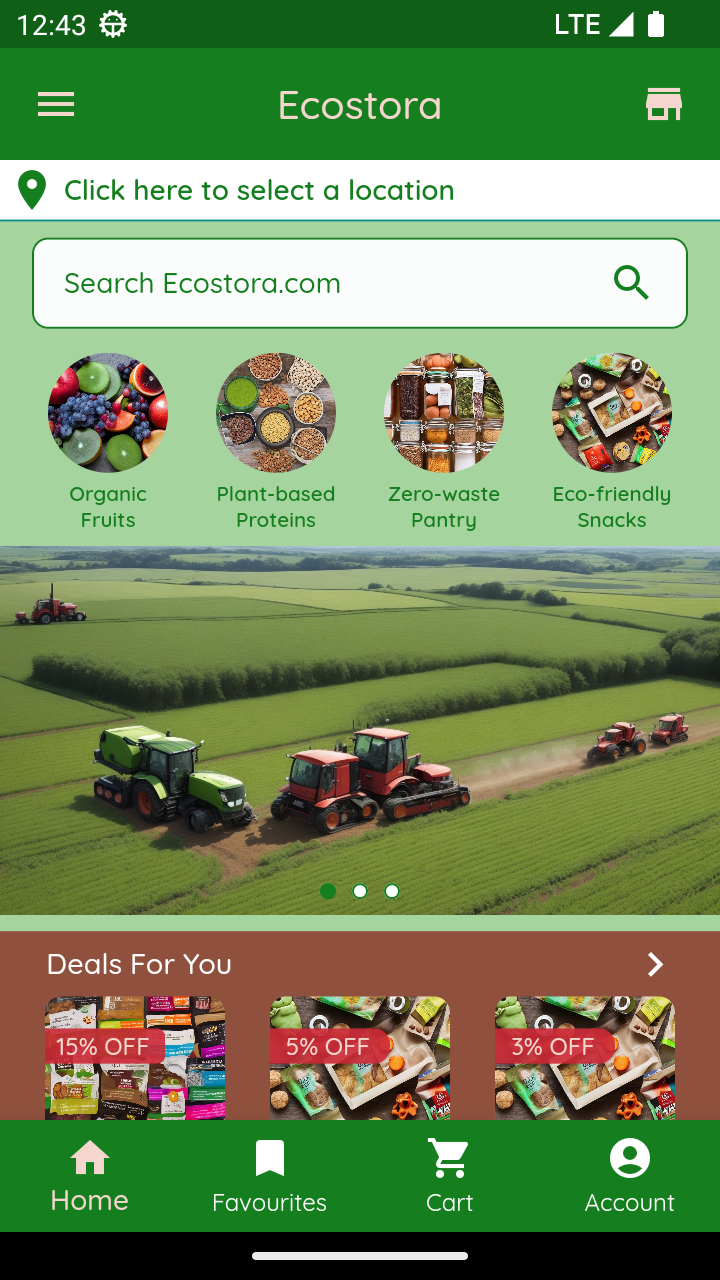 12:43
LTE
Ecostora
Click here to select a location
Search Ecostora.com
Organic
Fruits
Plant-based
Proteins
Zero-waste
Pantry
Eco-friendly
Snacks
Deals For You
15% OFF
5% OFF
3% OFF
Home
Favourites
Cart
Account